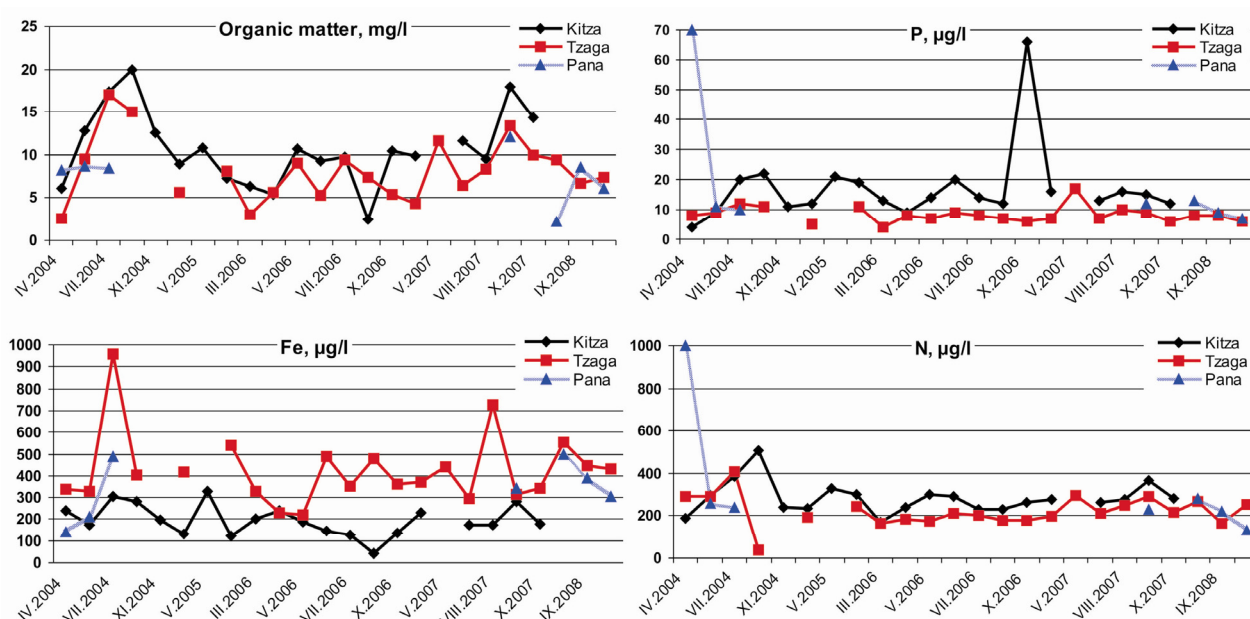 Organic matter, mg/l
Kitza
Tzaga
Pana
25
20
15
10
5
0
IV.2004
VII.2004
XI.2004
V.2005
III.2006
V.2006
VII.2006
X.2006
V.2007
VIII.2007
X.2007
IX.2008
P, µg/l
Kitza
Tzaga
Pana
70
60
50
40
30
20
10
0
IV.2004
VII.2004
XI.2004
V.2005
III.2006
V.2006
VII.2006
X.2006
V.2007
VIII.2007
X.2007
IX.2008
Fe, µg/l
Kitza
Tzaga
Pana
1000
900
800
700
600
500
400
300
200
100
0
IV.2004
VII.2004
XI.2004
V.2005
III.2006
V.2006
VII.2006
X.2006
V.2007
VIII.2007
X.2007
IX.2008
N, µg/l
Kitza
Tzaga
Pana
1000
800
600
400
200
0
IV.2004
VII.2004
XI.2004
V.2005
III.2006
V.2006
VII.2006
X.2006
V.2007
VIII.2007
X.2007
IX.2008